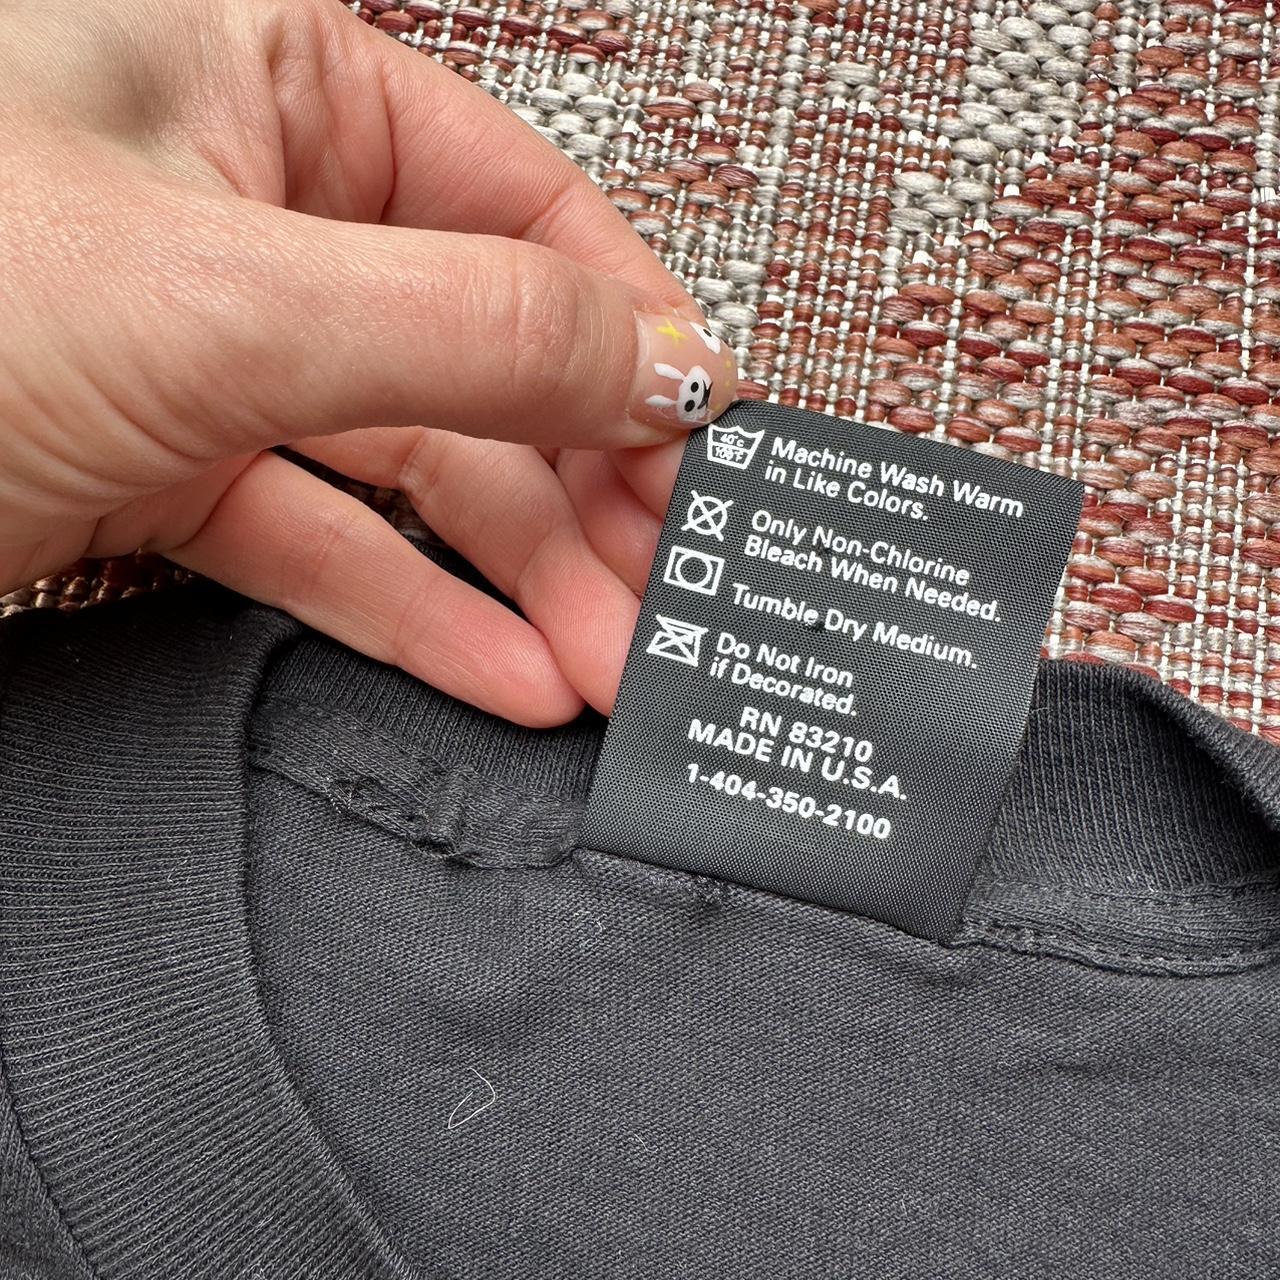 40°C
100°F
Machine Wash Warm
in Like Colors.
Only Non-Chlorine
Bleach When Needed.
Tumble Dry Medium.
Do Not Iron
if Decorated.
RN 83210
MADE IN U.S.A.
1-404-350-2100